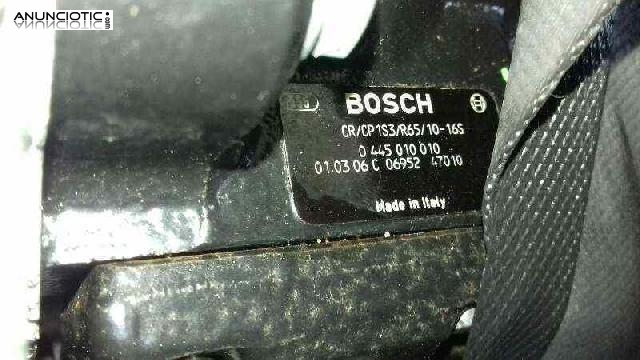 ANUNCIOTIC.es
BOSCH
CR/CP1S3/R65/10-16S
0 445 010 010
01.03 06 C 06952 47010
Made in Italy